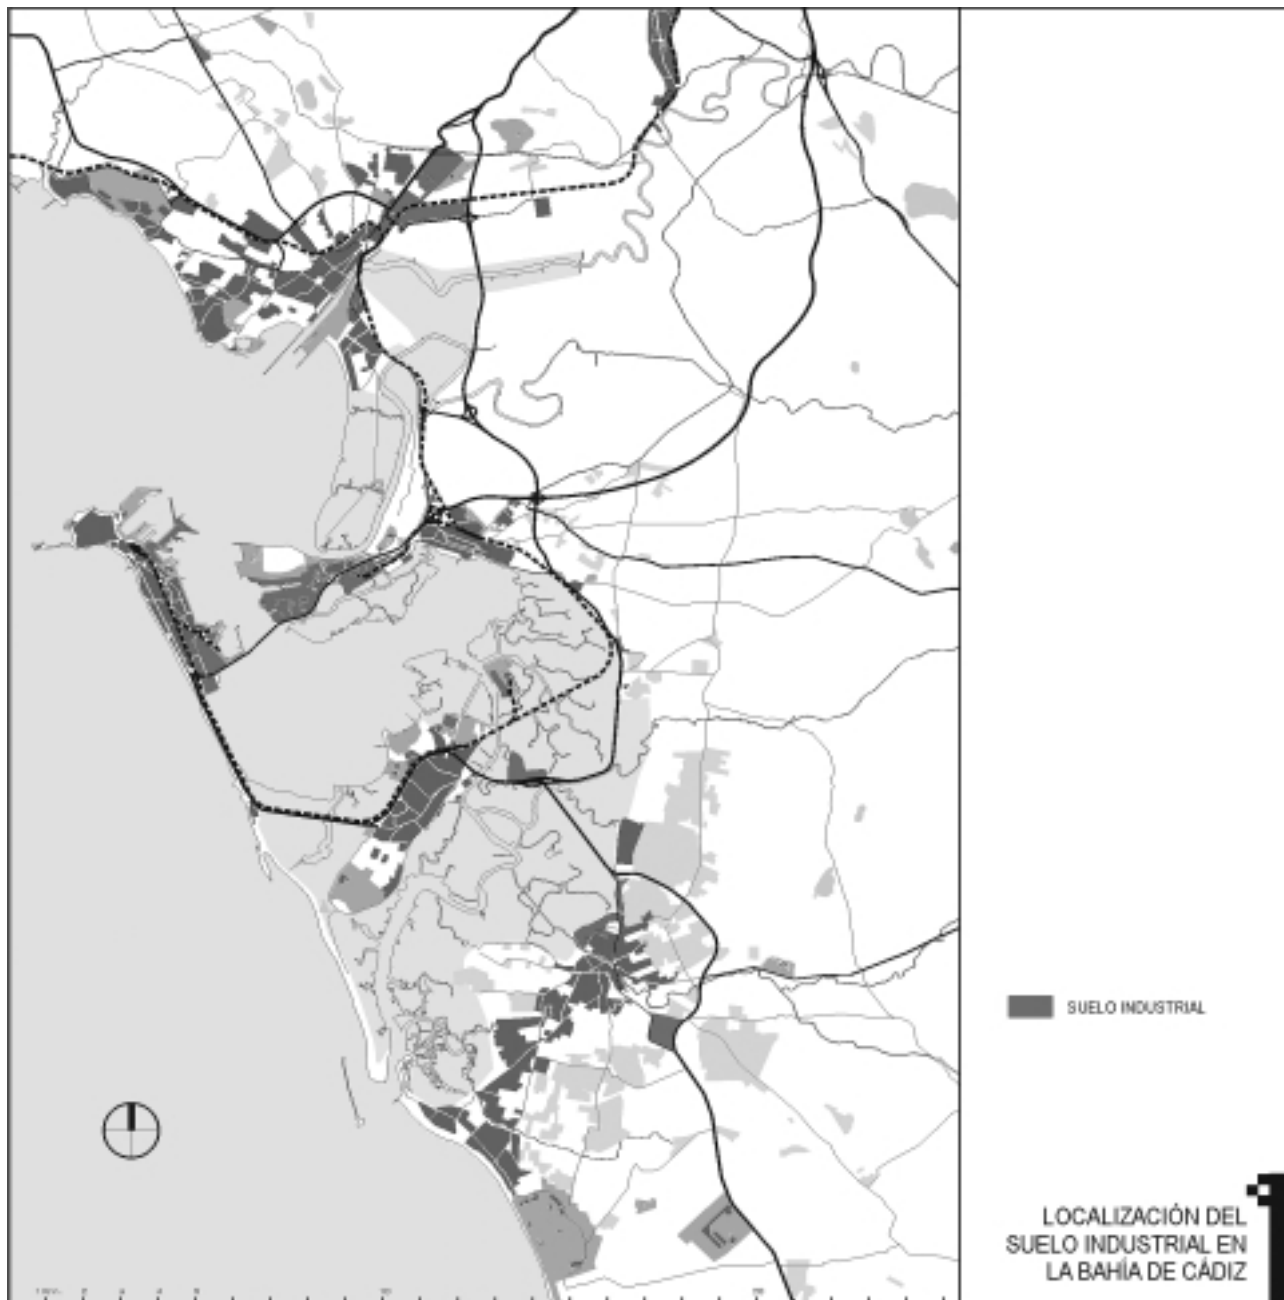 SUELO INDUSTRIAL
LOCALIZACIÓN DEL
SUELO INDUSTRIAL EN
LA BAHÍA DE CÁDIZ